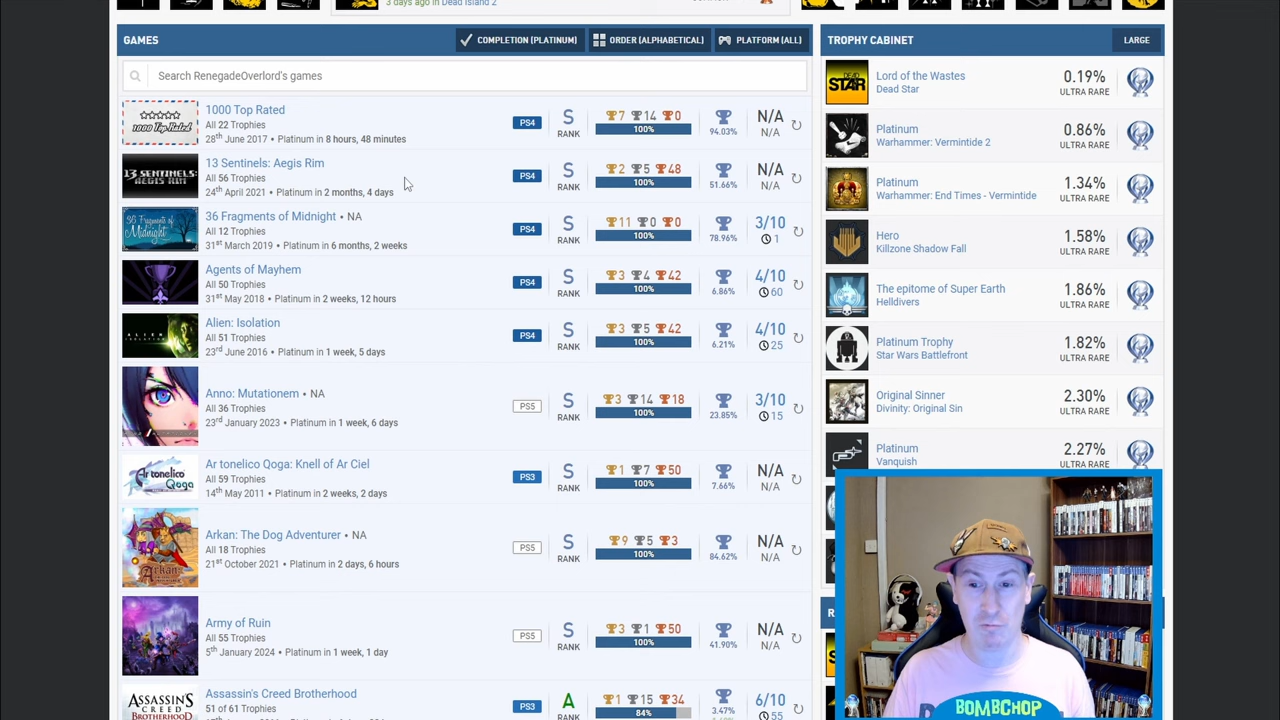 3 days ago in Dead Island 2
GAMES
COMPLETION (PLATINUM)
ORDER (ALPHABETICAL)
PLATFORM (ALL)
Search RenegadeOverlord's games
1000 Top Rated
All 22 Trophies
28th June 2017 • Platinum in 8 hours, 48 minutes
PS4
S
RANK
7 14 0
100%
94.03%
N/A
N/A
13 SENTINELS:
AEGIS RIM
13 Sentinels: Aegis Rim
All 56 Trophies
24th April 2021 • Platinum in 2 months, 4 days
PS4
S
RANK
2 5 48
100%
51.66%
N/A
N/A
36 Fragments of Midnight • NA
All 12 Trophies
31st March 2019 • Platinum in 6 months, 2 weeks
PS4
S
RANK
11 0 0
100%
78.96%
3/10
1
Agents of Mayhem
All 50 Trophies
31st May 2018 • Platinum in 2 weeks, 12 hours
PS4
S
RANK
3 4 42
100%
6.86%
4/10
60
Alien: Isolation
All 51 Trophies
23rd June 2016 • Platinum in 1 week, 5 days
PS4
S
RANK
3 5 42
100%
6.21%
4/10
25
Anno: Mutationem • NA
All 36 Trophies
23rd January 2023 • Platinum in 1 week, 6 days
PS5
S
RANK
3 14 18
100%
23.85%
3/10
15
Ar tonelico
Qoga
Ar tonelico Qoga: Knell of Ar Ciel
All 59 Trophies
14th May 2011 • Platinum in 2 weeks, 2 days
PS3
S
RANK
1 7 50
100%
7.66%
N/A
N/A
Arkan
Arkan: The Dog Adventurer • NA
All 18 Trophies
21st October 2021 • Platinum in 2 days, 6 hours
PS5
S
RANK
9 5 3
100%
84.62%
N/A
N/A
Army of Ruin
All 55 Trophies
5th January 2024 • Platinum in 1 week, 1 day
PS5
S
RANK
3 1 50
100%
41.90%
N/A
N/A
ASSASSIN'S
CREED
BROTHERHOOD
Assassin's Creed Brotherhood
51 of 61 Trophies
PS3
A
RANK
1 15 34
84%
3.47%
6/10
55
TROPHY CABINET
LARGE
DEAD
STAR
Lord of the Wastes
Dead Star
0.19%
ULTRA RARE
Platinum
Warhammer: Vermintide 2
0.86%
ULTRA RARE
Platinum
Warhammer: End Times - Vermintide
1.34%
ULTRA RARE
Hero
Killzone Shadow Fall
1.58%
ULTRA RARE
The epitome of Super Earth
Helldivers
1.86%
ULTRA RARE
Platinum Trophy
Star Wars Battlefront
1.82%
ULTRA RARE
Original Sinner
Divinity: Original Sin
2.30%
ULTRA RARE
Platinum
Vanquish
2.27%
ULTRA RARE
R
BOMBCHOP